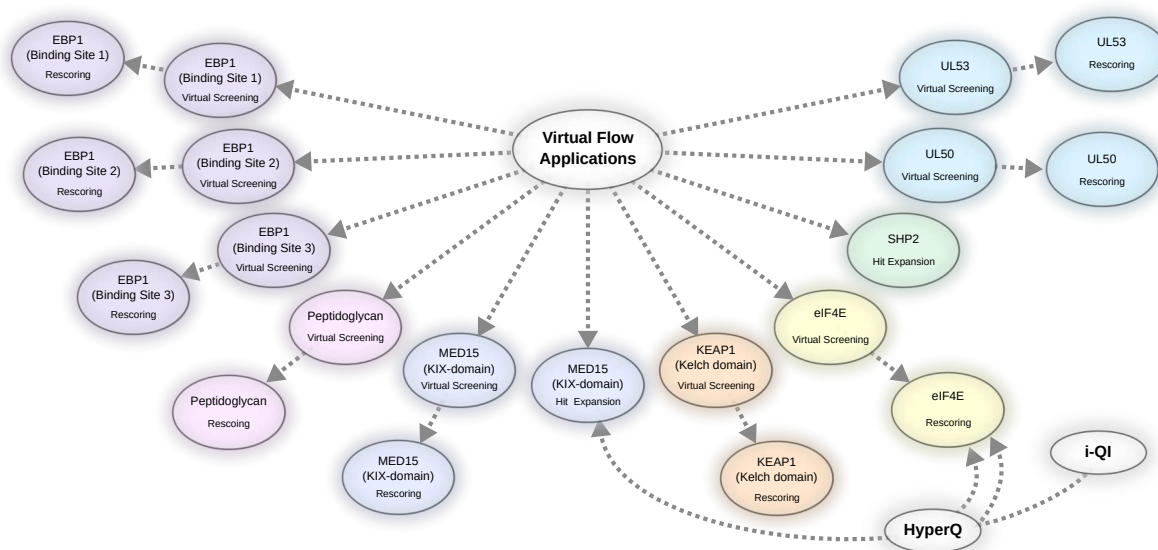 EBP1
(Binding Site 1)
Rescoring
EBP1
(Binding Site 1)
Virtual Screening
UL53
Virtual Screening
UL53
Rescoring
Virtual Flow
Applications
EBP1
(Binding Site 2)
Rescoring
EBP1
(Binding Site 2)
Virtual Screening
UL50
Virtual Screening
UL50
Rescoring
EBP1
(Binding Site 3)
Virtual Screening
SHP2
Hit Expansion
EBP1
(Binding Site 3)
Rescoring
Peptidoglycan
Virtual Screening
eIF4E
Virtual Screening
MED15
(KIX-domain)
Virtual Screening
MED15
(KIX-domain)
Hit Expansion
KEAP1
(Kelch domain)
Virtual Screening
Peptidoglycan
Rescoing
eIF4E
Rescoring
MED15
(KIX-domain)
Rescoring
KEAP1
(Kelch domain)
Rescoring
i-QI
HyperQ